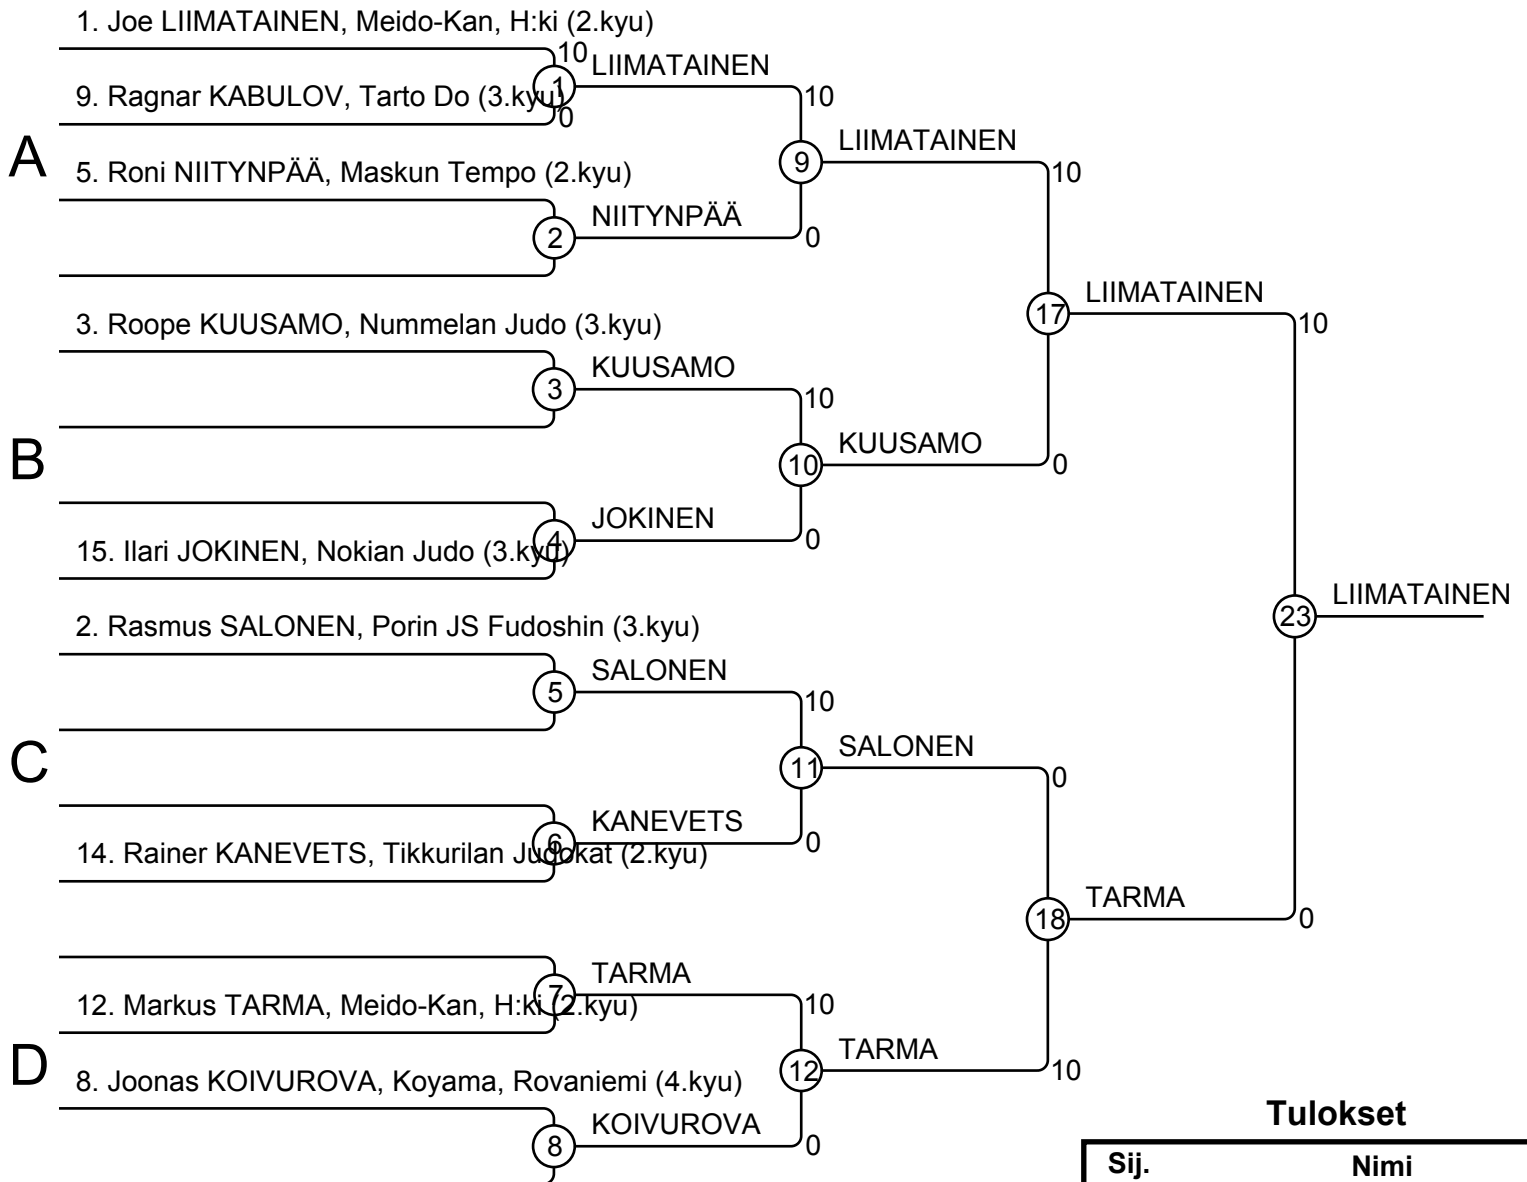 1. Joe LIIMATAINEN, Meido-Kan, H:ki (2.kyu)
10
LIIMATAINEN
1
10
9. Ragnar KABULOV, Tarto Do (3.kyu)
0
A
LIIMATAINEN
9
10
5. Roni NIITYNPÄÄ, Maskun Tempo (2.kyu)
NIITYNPÄÄ
2
0
LIIMATAINEN
17
10
3. Roope KUUSAMO, Nummelan Judo (3.kyu)
KUUSAMO
3
10
B
KUUSAMO
10
0
JOKINEN
4
0
15. Ilari JOKINEN, Nokian Judo (3.kyu)
LIIMATAINEN
23
2. Rasmus SALONEN, Porin JS Fudoshin (3.kyu)
SALONEN
5
10
C
SALONEN
11
0
KANEVETS
6
0
14. Rainer KANEVETS, Tikkurilan Judokat (2.kyu)
TARMA
18
0
TARMA
7
10
12. Markus TARMA, Meido-Kan, H:ki (2.kyu)
D
TARMA
12
10
8. Joonas KOIVUROVA, Koyama, Rovaniemi (4.kyu)
KOIVUROVA
8
0
Tulokset
Sij. Nimi